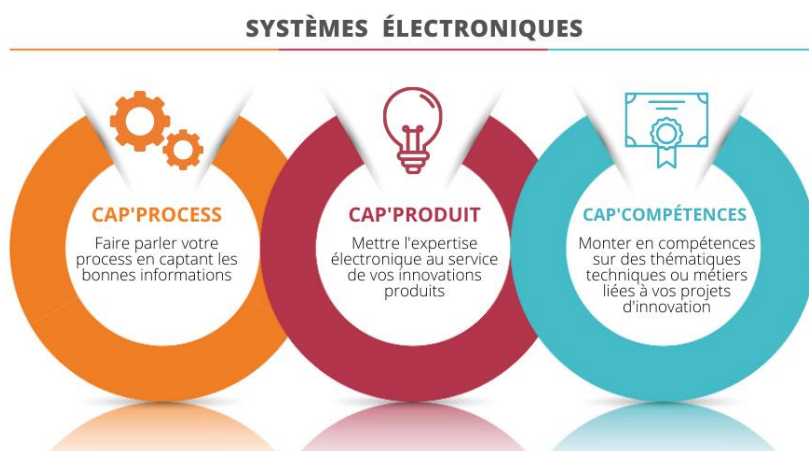 SYSTÈMES ÉLECTRONIQUES
CAP'PROCESS
Faire parler votre
process en captant les
bonnes informations
CAP'PRODUIT
Mettre l'expertise
électronique au service
de vos innovations
produits
CAP'COMPÉTENCES
Monter en compétences
sur des thématiques
techniques ou métiers
liées à vos projets
d'innovation